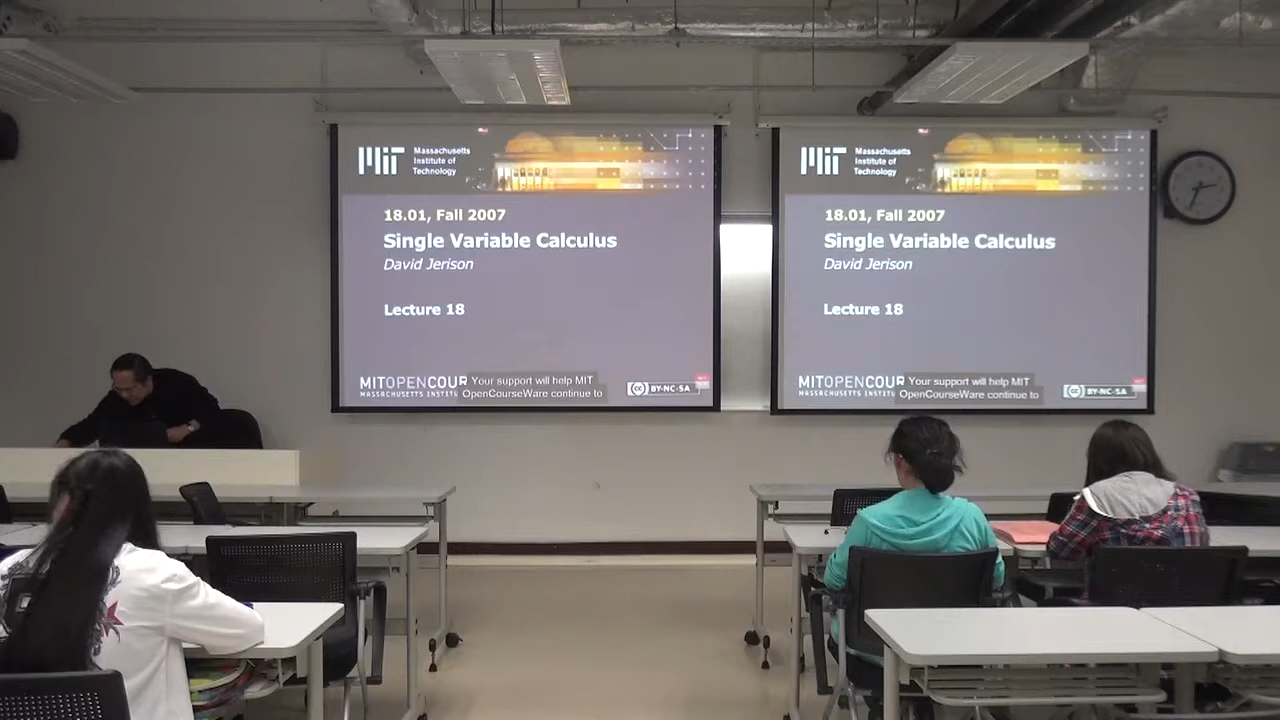 MIT Massachusetts
Institute of
Technology
18.01, Fall 2007
Single Variable Calculus
David Jerison
Lecture 18
MITOPENCOUR
MASSACHUSETTS INSTITU
Your support will help MIT
OpenCourseWare continue to
cc BY-NC-SA
MIT Massachusetts
Institute of
Technology
18.01, Fall 2007
Single Variable Calculus
David Jerison
Lecture 18
MITOPENCOUR
MASSACHUSETTS INSTITU
Your support will help MIT
OpenCourseWare continue to
cc BY-NC-SA